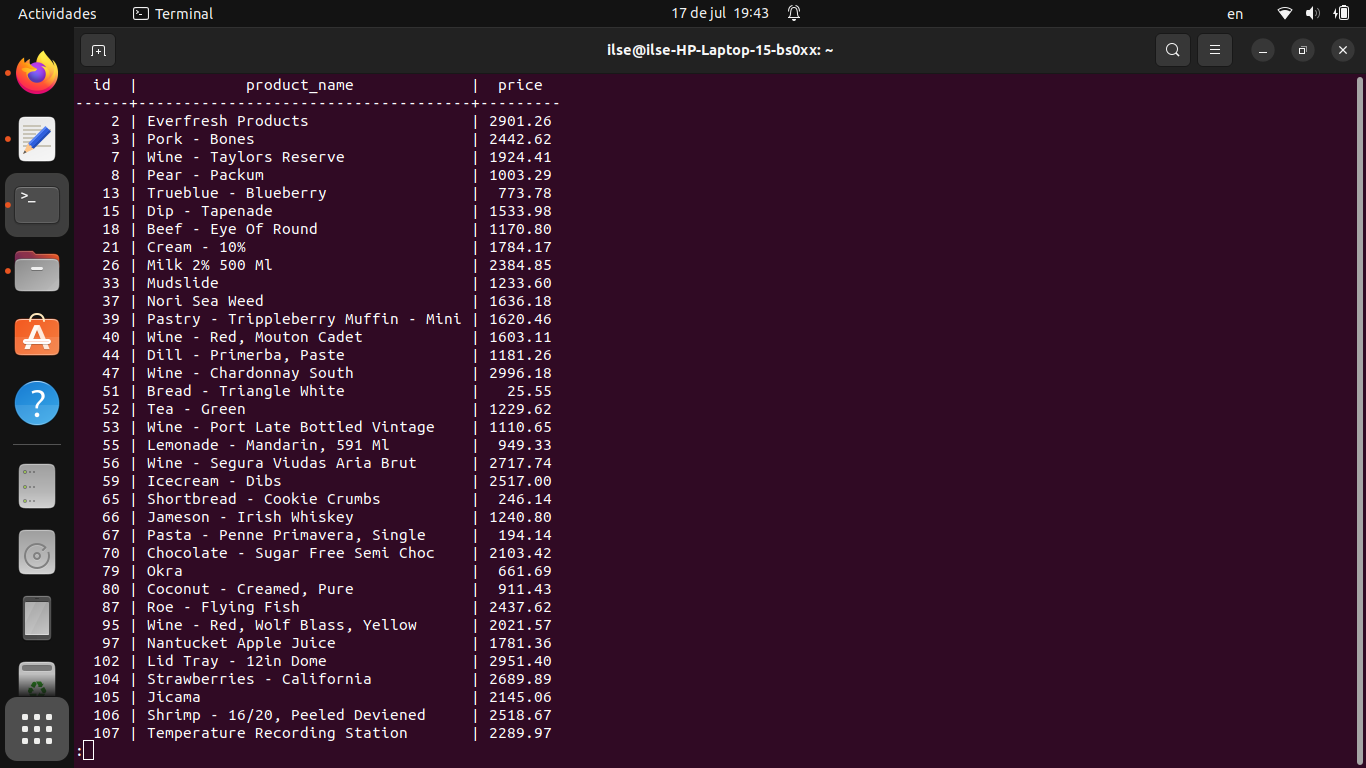 Actividades Terminal 17 de jul 19:43 en
ilse@ilse-HP-Laptop-15-bs0xx: ~
  id  |            product_name             |  price  
------+-------------------------------------+---------
    2 | Everfresh Products                  | 2901.26
    3 | Pork - Bones                        | 2442.62
    7 | Wine - Taylors Reserve              | 1924.41
    8 | Pear - Packum                       | 1003.29
   13 | Trueblue - Blueberry                |  773.78
   15 | Dip - Tapenade                      | 1533.98
   18 | Beef - Eye Of Round                 | 1170.80
   21 | Cream - 10%                         | 1784.17
   26 | Milk 2% 500 Ml                      | 2384.85
   33 | Mudslide                            | 1233.60
   37 | Nori Sea Weed                       | 1636.18
   39 | Pastry - Trippleberry Muffin - Mini | 1620.46
   40 | Wine - Red, Mouton Cadet            | 1603.11
   44 | Dill - Primerba, Paste              | 1181.26
   47 | Wine - Chardonnay South             | 2996.18
   51 | Bread - Triangle White              |   25.55
   52 | Tea - Green                         | 1229.62
   53 | Wine - Port Late Bottled Vintage    | 1110.65
   55 | Lemonade - Mandarin, 591 Ml         |  949.33
   56 | Wine - Segura Viudas Aria Brut      | 2717.74
   59 | Icecream - Dibs                     | 2517.00
   65 | Shortbread - Cookie Crumbs          |  246.14
   66 | Jameson - Irish Whiskey             | 1240.80
   67 | Pasta - Penne Primavera, Single     |  194.14
   70 | Chocolate - Sugar Free Semi Choc    | 2103.42
   79 | Okra                                |  661.69
   80 | Coconut - Creamed, Pure             |  911.43
   87 | Roe - Flying Fish                   | 2437.62
   95 | Wine - Red, Wolf Blass, Yellow      | 2021.57
   97 | Nantucket Apple Juice               | 1781.36
  102 | Lid Tray - 12in Dome                | 2951.40
  104 | Strawberries - California           | 2689.89
  105 | Jicama                              | 2145.06
  106 | Shrimp - 16/20, Peeled Deviened     | 2518.67
  107 | Temperature Recording Station       | 2289.97
: